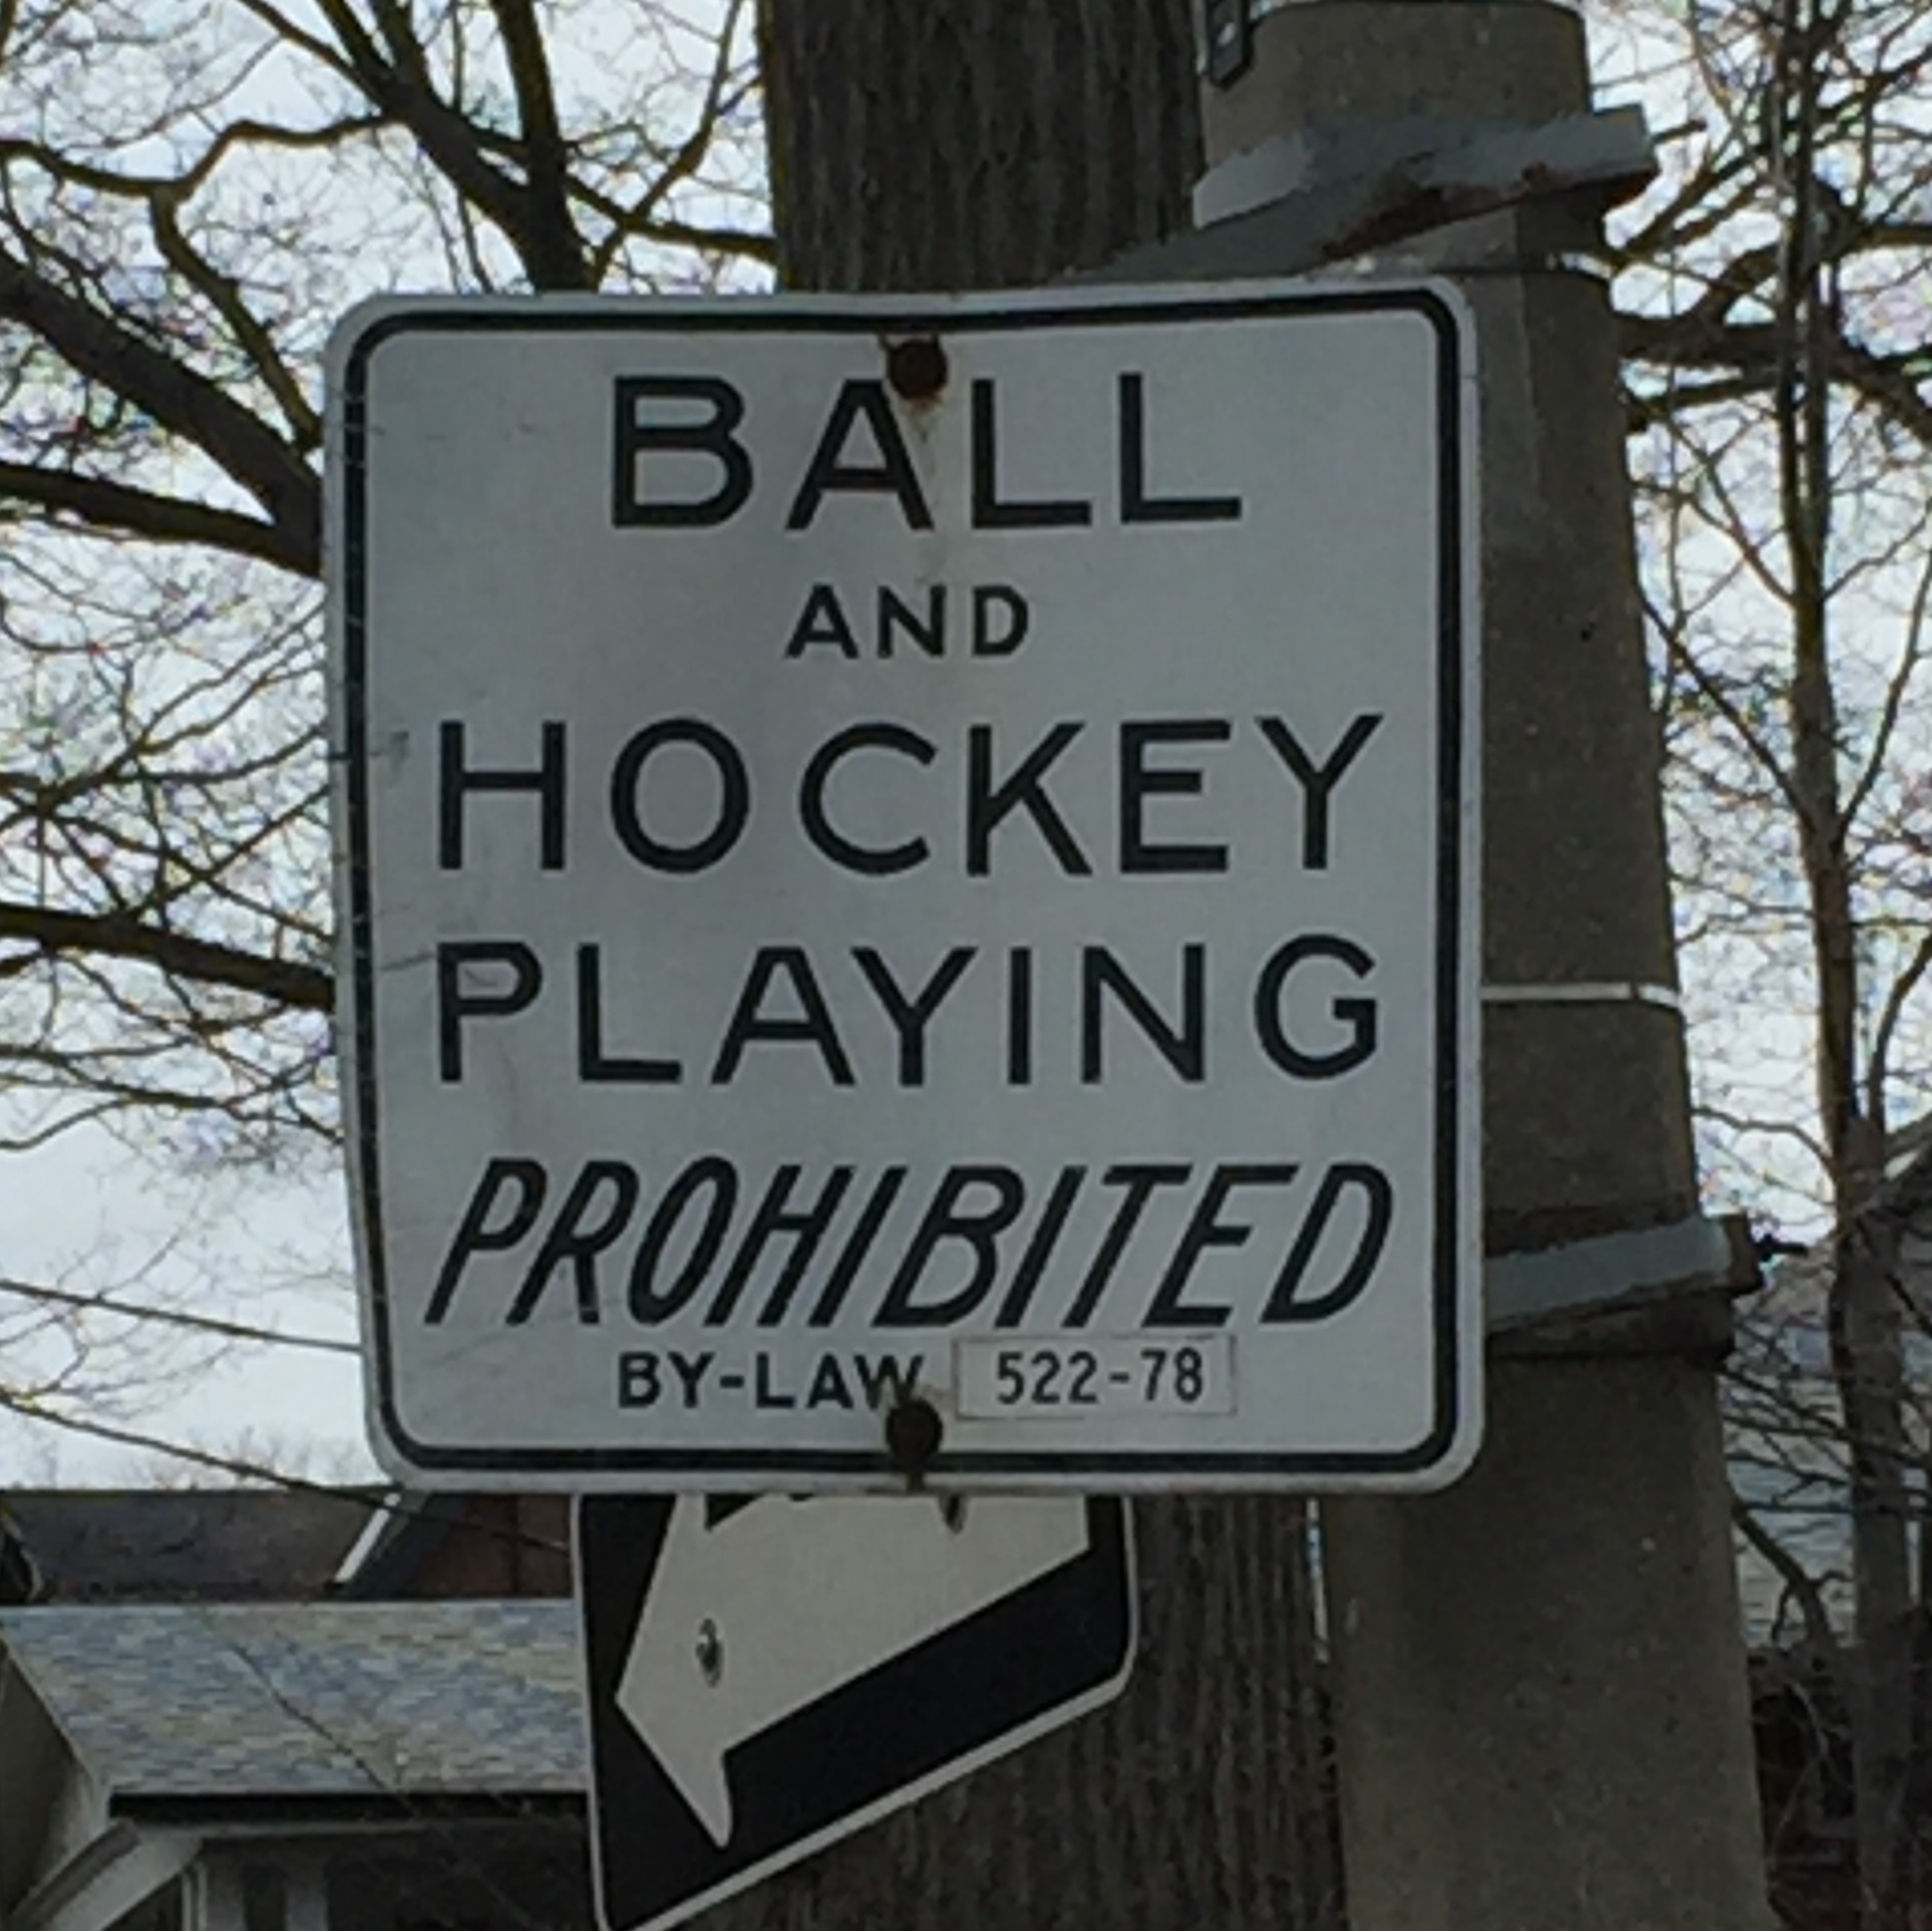 BALL
AND
HOCKEY
PLAYING
PROHIBITED
BY-LAW 522-78